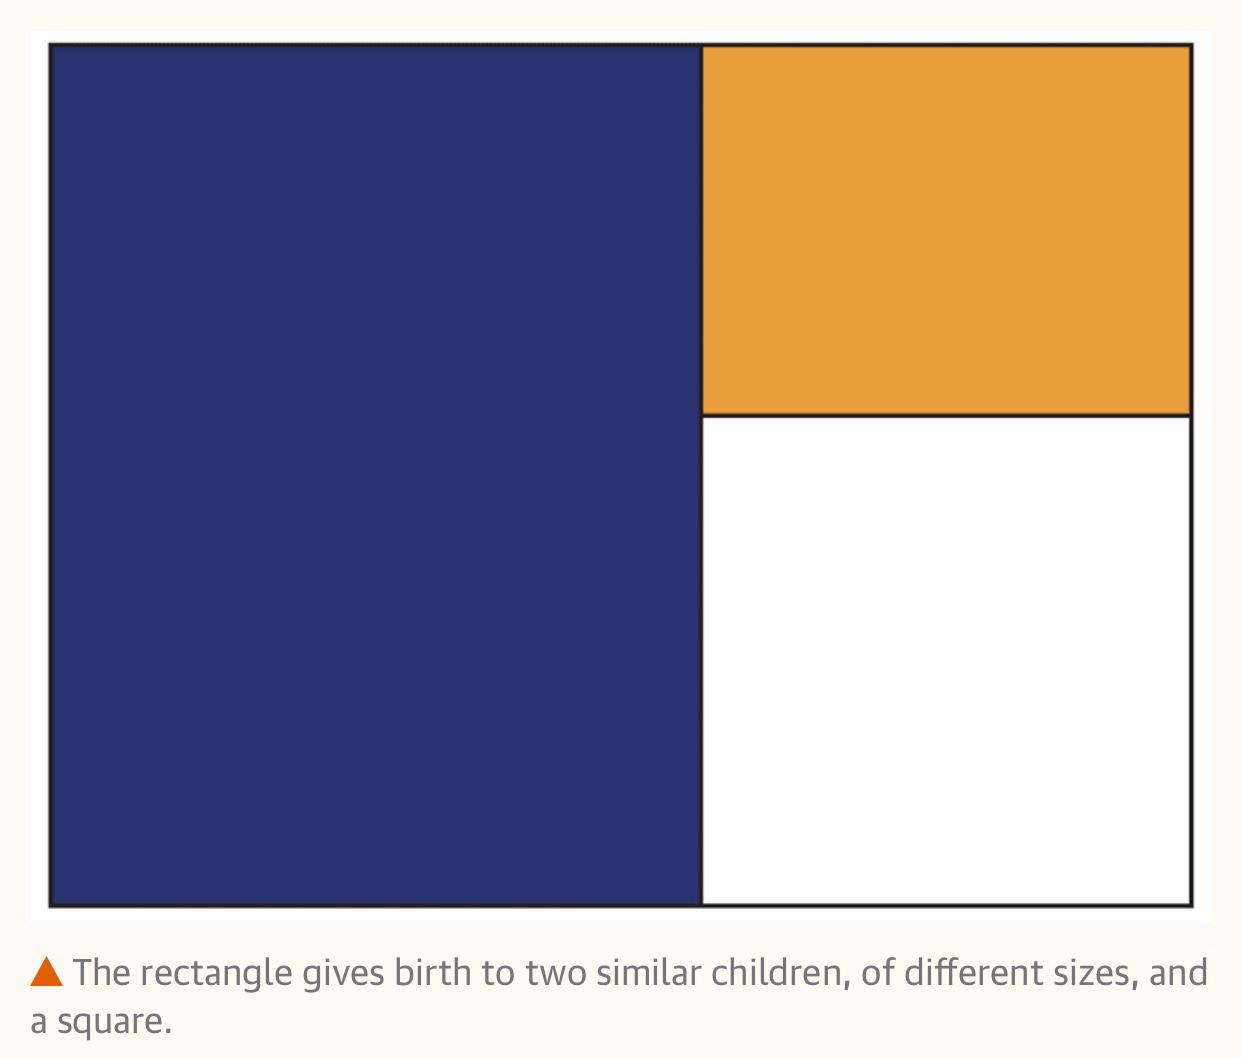 The rectangle gives birth to two similar children, of different sizes, and
a square.